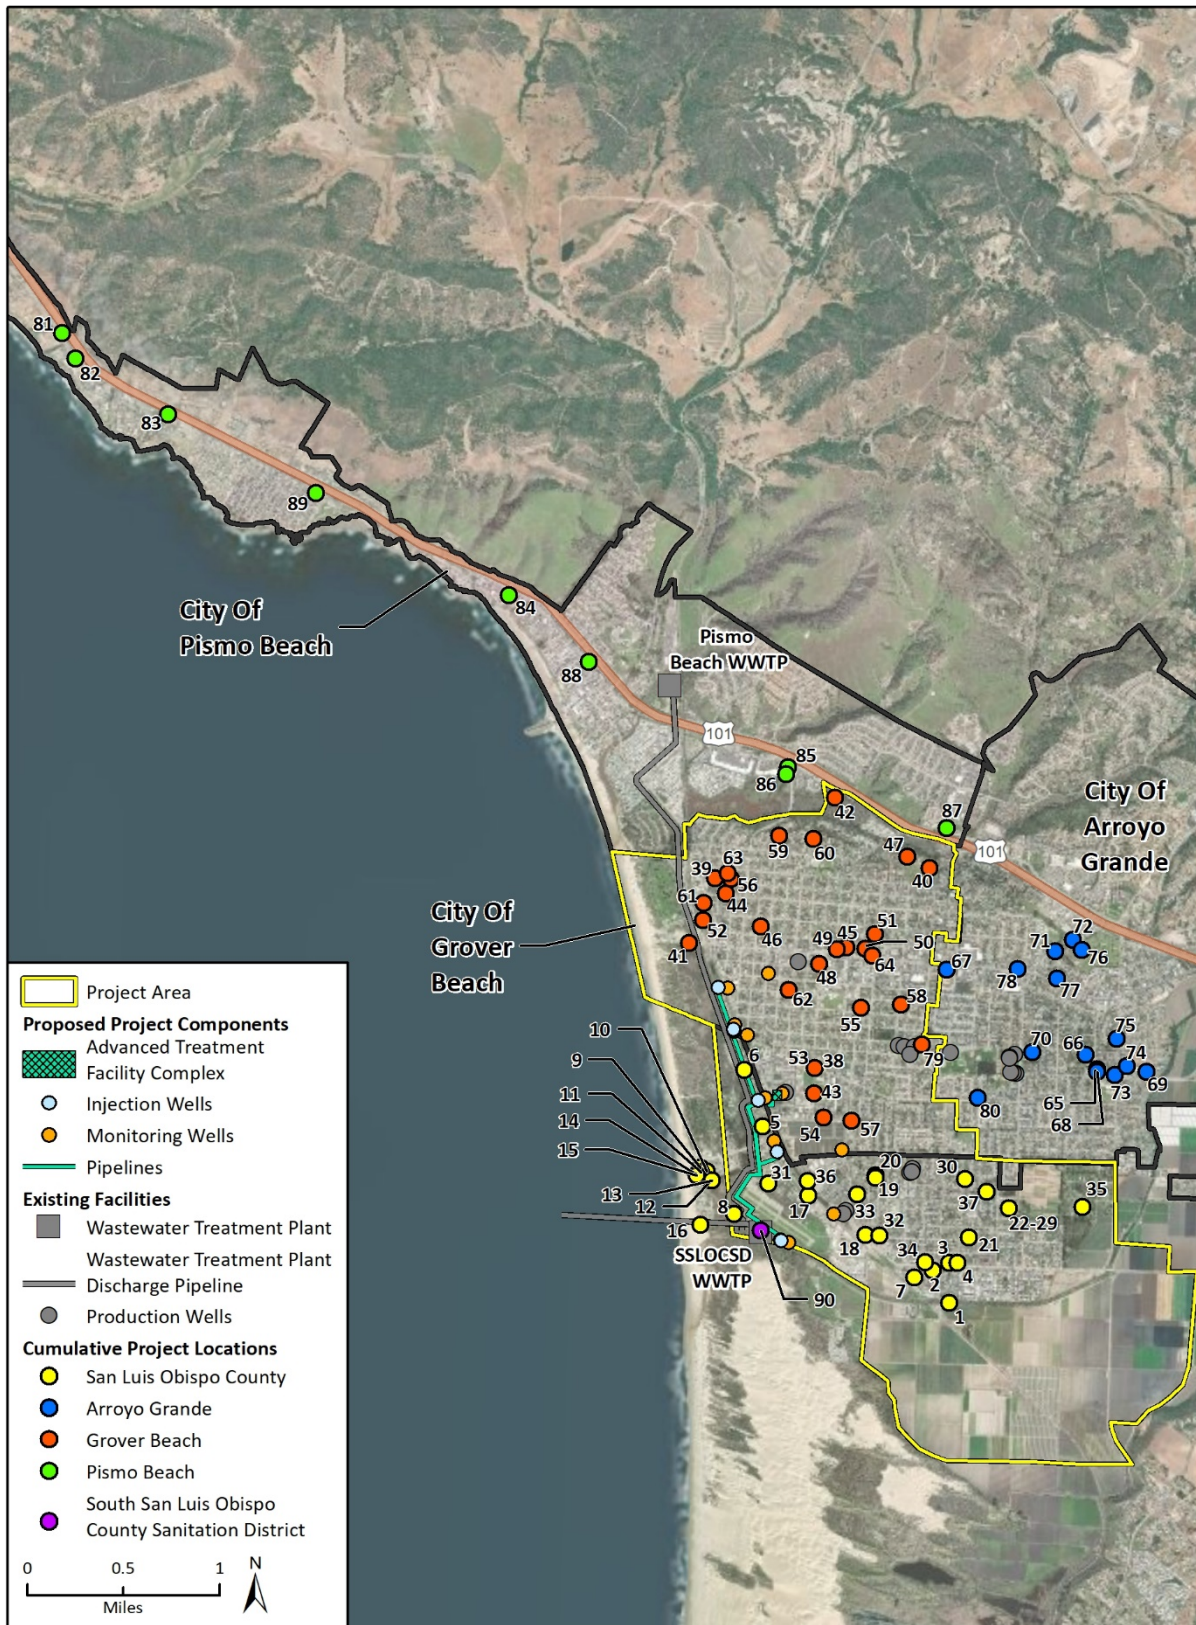 81
82
83
89
City Of
Pismo Beach
84
88
Pismo
Beach WWTP
101
85
86
42
87
101
City Of
Arroyo
Grande
59
60
47
40
39
63
56
44
61
52
41
46
49
45
51
50
64
48
62
55
58
67
71
72
76
78
77
City Of
Grover
Beach
79
70
66
75
74
73
69
65
68
80
53
38
43
54
57
6
5
10
9
11
14
15
13
12
16
8
31
36
17
20
19
33
18
32
30
37
22-29
35
21
34
3
2
4
7
1
SSLOCSD
WWTP
90
Project Area
Proposed Project Components
Advanced Treatment
Facility Complex
Injection Wells
Monitoring Wells
Pipelines
Existing Facilities
Wastewater Treatment Plant
Wastewater Treatment Plant
Discharge Pipeline
Production Wells
Cumulative Project Locations
San Luis Obispo County
Arroyo Grande
Grover Beach
Pismo Beach
South San Luis Obispo
County Sanitation District
0 0.5 1
Miles
N